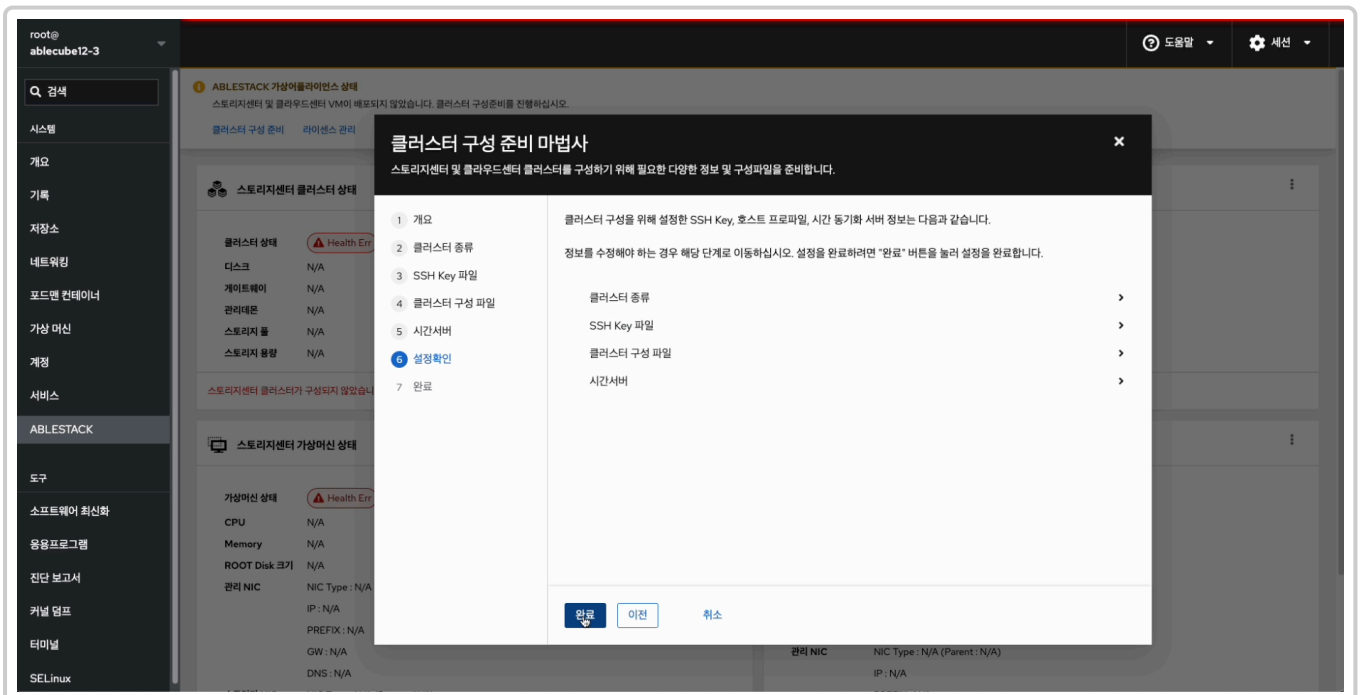 root@
ablecube12-3
도움말
세션
검색
시스템
개요
기록
저장소
네트워킹
포드맨 컨테이너
가상 머신
계정
서비스
ABLESTACK
도구
소프트웨어 최신화
응용프로그램
진단 보고서
커널 덤프
터미널
SELinux
ABLESTACK 가상어플라이언스 상태
스토리지센터 및 클라우드센터 VM이 배포되지 않았습니다. 클러스터 구성준비를 진행하십시오.
클러스터 구성 준비 라이센스 관리
스토리지센터 클러스터 상태
클러스터 상태 Health Err
디스크 N/A
게이트웨이 N/A
관리데몬 N/A
스토리지 풀 N/A
스토리지 용량 N/A
스토리지센터 클러스터가 구성되지 않았습니
스토리지센터 가상머신 상태
가상머신 상태 Health Err
CPU N/A
Memory N/A
ROOT Disk 크기 N/A
관리 NIC NIC Type : N/A
IP : N/A
PREFIX : N/A
GW : N/A
DNS : N/A
클러스터 구성 준비 마법사
스토리지센터 및 클라우드센터 클러스터를 구성하기 위해 필요한 다양한 정보 및 구성파일을 준비합니다.
1 개요
2 클러스터 종류
3 SSH Key 파일
4 클러스터 구성 파일
5 시간서버
6 설정확인
7 완료
클러스터 구성을 위해 설정한 SSH Key, 호스트 프로파일, 시간 동기화 서버 정보는 다음과 같습니다.
정보를 수정해야 하는 경우 해당 단계로 이동하십시오. 설정을 완료하려면 "완료" 버튼을 눌러 설정을 완료합니다.
클러스터 종류
SSH Key 파일
클러스터 구성 파일
시간서버
완료 이전 취소
관리 NIC NIC Type : N/A (Parent : N/A)
IP : N/A